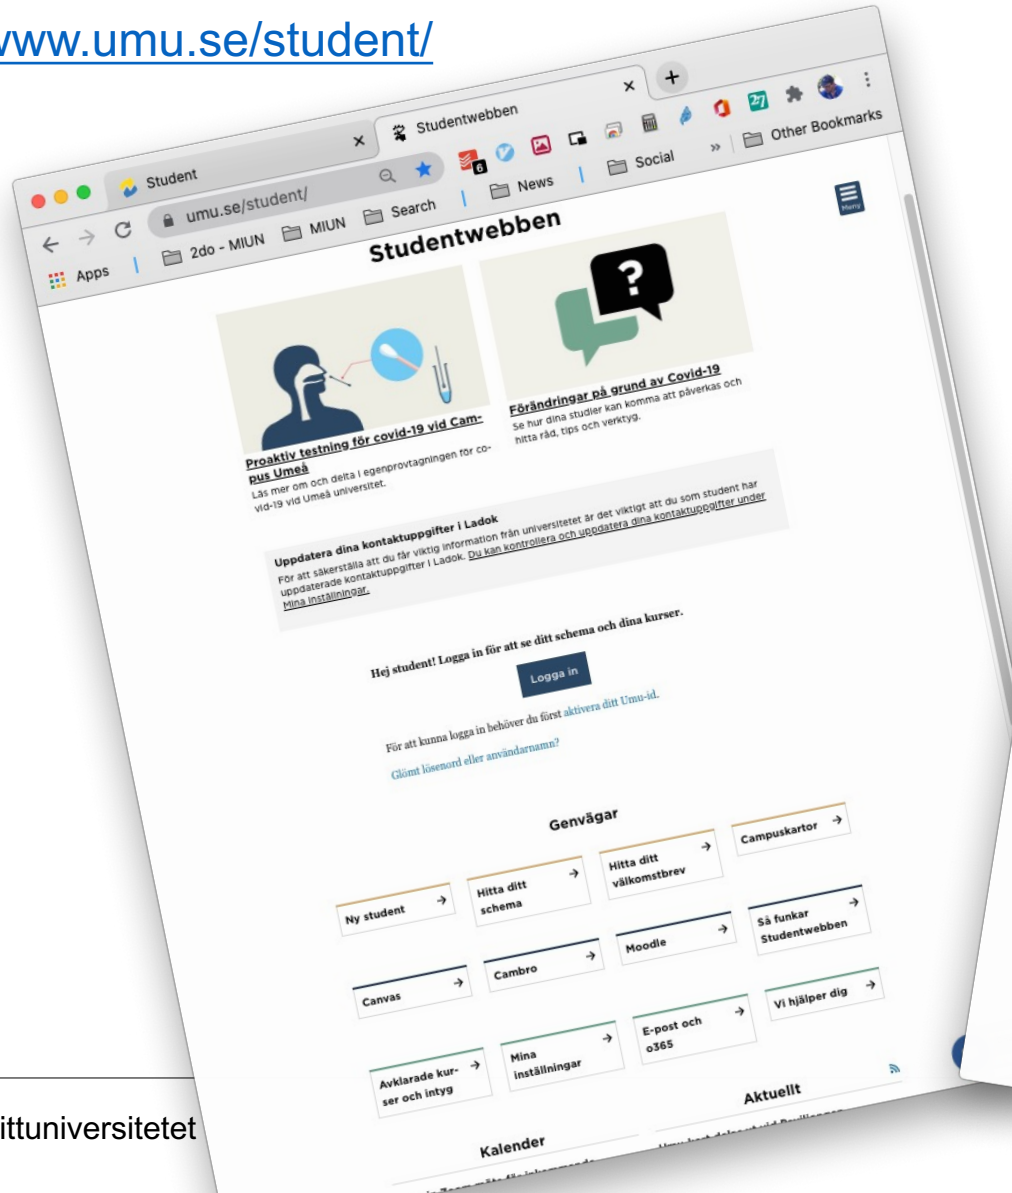 www.umu.se/student/
Student
Studentwebben
umu.se/student/
6
27
Apps
2do - MIUN
MIUN
Search
News
Social
»
Other Bookmarks
Studentwebben
Meny
?
Proaktiv testning för covid-19 vid Cam-
pus Umeå
Läs mer om och delta i egenprovtagningen för co-
vid-19 vid Umeå universitet.
Förändringar på grund av Covid-19
Se hur dina studier kan komma att påverkas och
hitta råd, tips och verktyg.
Uppdatera dina kontaktuppgifter i Ladok
För att säkerställa att du får viktig information från universitetet är det viktigt att du som student har
uppdaterade kontaktuppgifter i Ladok. Du kan kontrollera och uppdatera dina kontaktuppgifter under
Mina inställningar.
Hej student! Logga in för att se ditt schema och dina kurser.
Logga in
För att kunna logga in behöver du först aktivera ditt Umu-id.
Glömt lösenord eller användarnamn?
Genvägar
Ny student
Hitta ditt
schema
Hitta ditt
välkomstbrev
Campuskartor
Canvas
Cambro
Moodle
Så funkar
Studentwebben
Avklarade kur-
ser och intyg
Mina
inställningar
E-post och
o365
Vi hjälper dig
Kalender
Aktuellt
ittuniversitetet